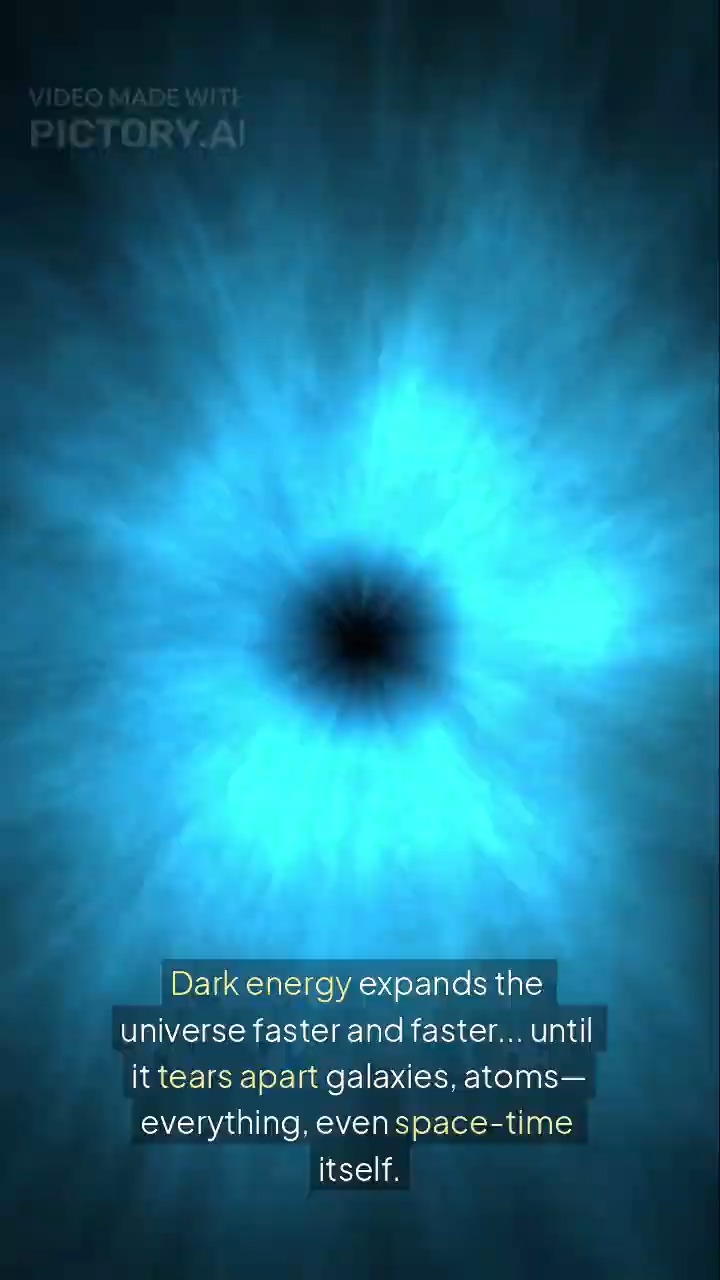 VIDEO MADE WITH
PICTORY.AI
Dark energy expands the
universe faster and faster... until
it tears apart galaxies, atoms—
everything, even space-time
itself.